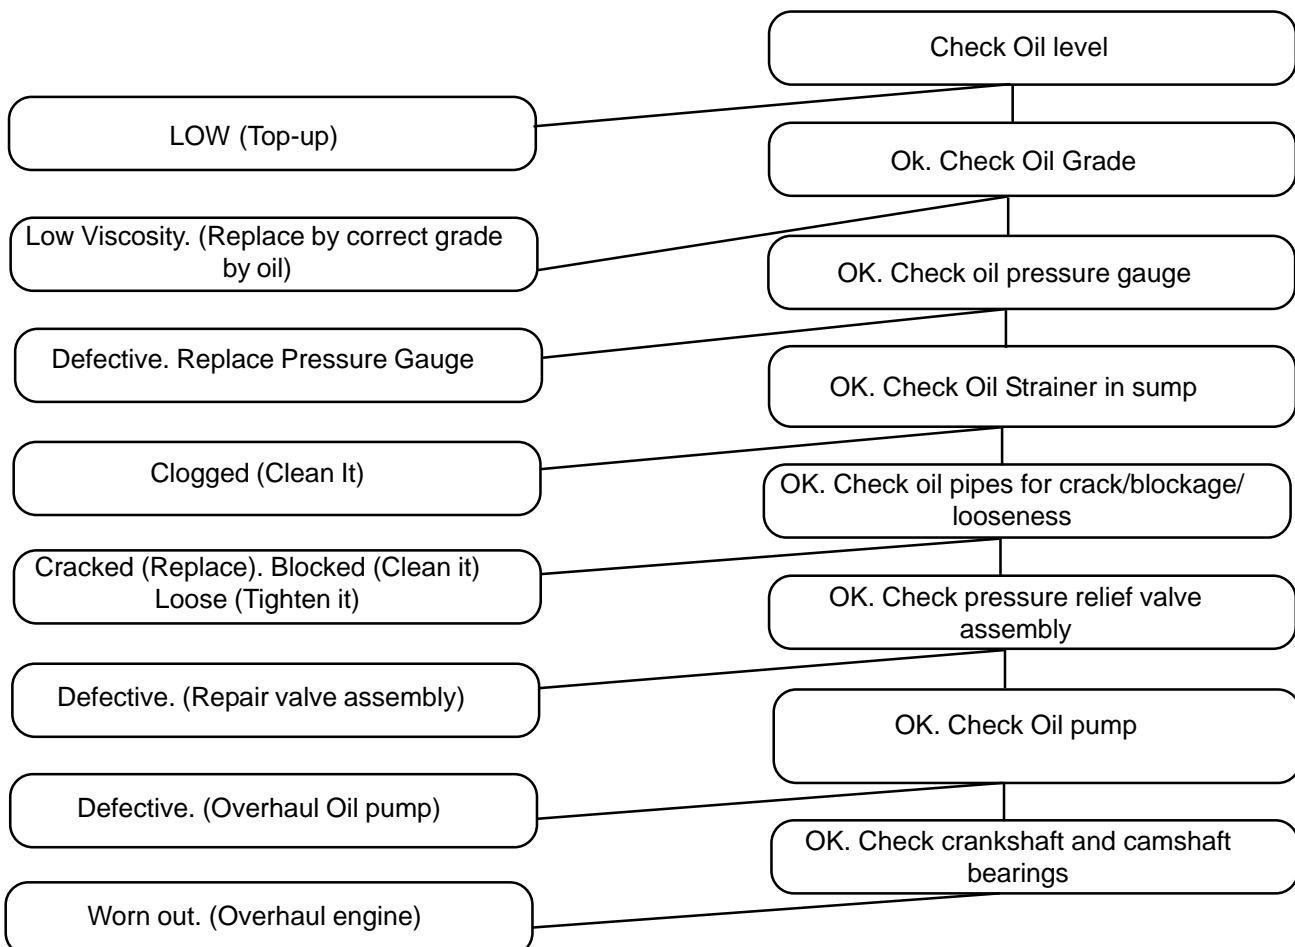 Check Oil level
LOW (Top-up)
Ok. Check Oil Grade
Low Viscosity. (Replace by correct grade
by oil)
OK. Check oil pressure gauge
Defective. Replace Pressure Gauge
OK. Check Oil Strainer in sump
Clogged (Clean It)
OK. Check oil pipes for crack/blockage/
looseness
Cracked (Replace). Blocked (Clean it)
Loose (Tighten it)
OK. Check pressure relief valve
assembly
Defective. (Repair valve assembly)
OK. Check Oil pump
Defective. (Overhaul Oil pump)
OK. Check crankshaft and camshaft
bearings
Worn out. (Overhaul engine)